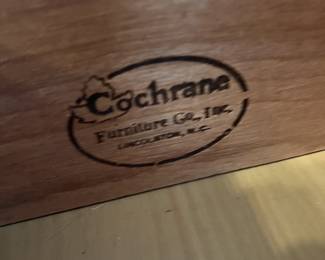 Cochrane
Furniture Co., Inc.
LINCOLNTON, N.C.